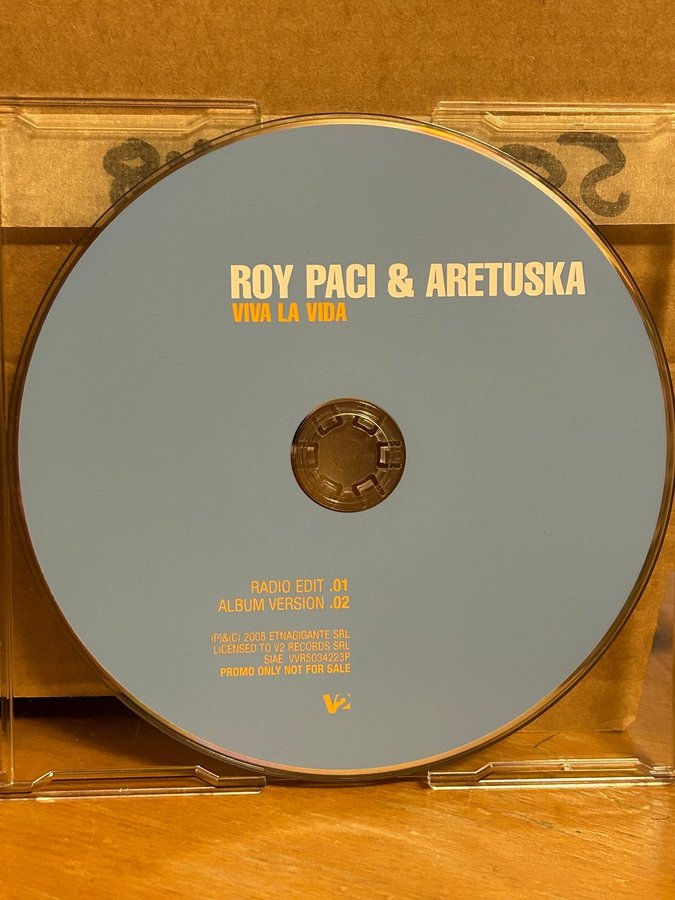 ROY PACI & ARETUSKA
VIVA LA VIDA
RADIO EDIT .01
ALBUM VERSION .02
(P)&(C) 2005 ETNAGIGANTE SRL
LICENSED TO V2 RECORDS SRL
SIAE VVR5034223P
PROMO ONLY NOT FOR SALE
V2